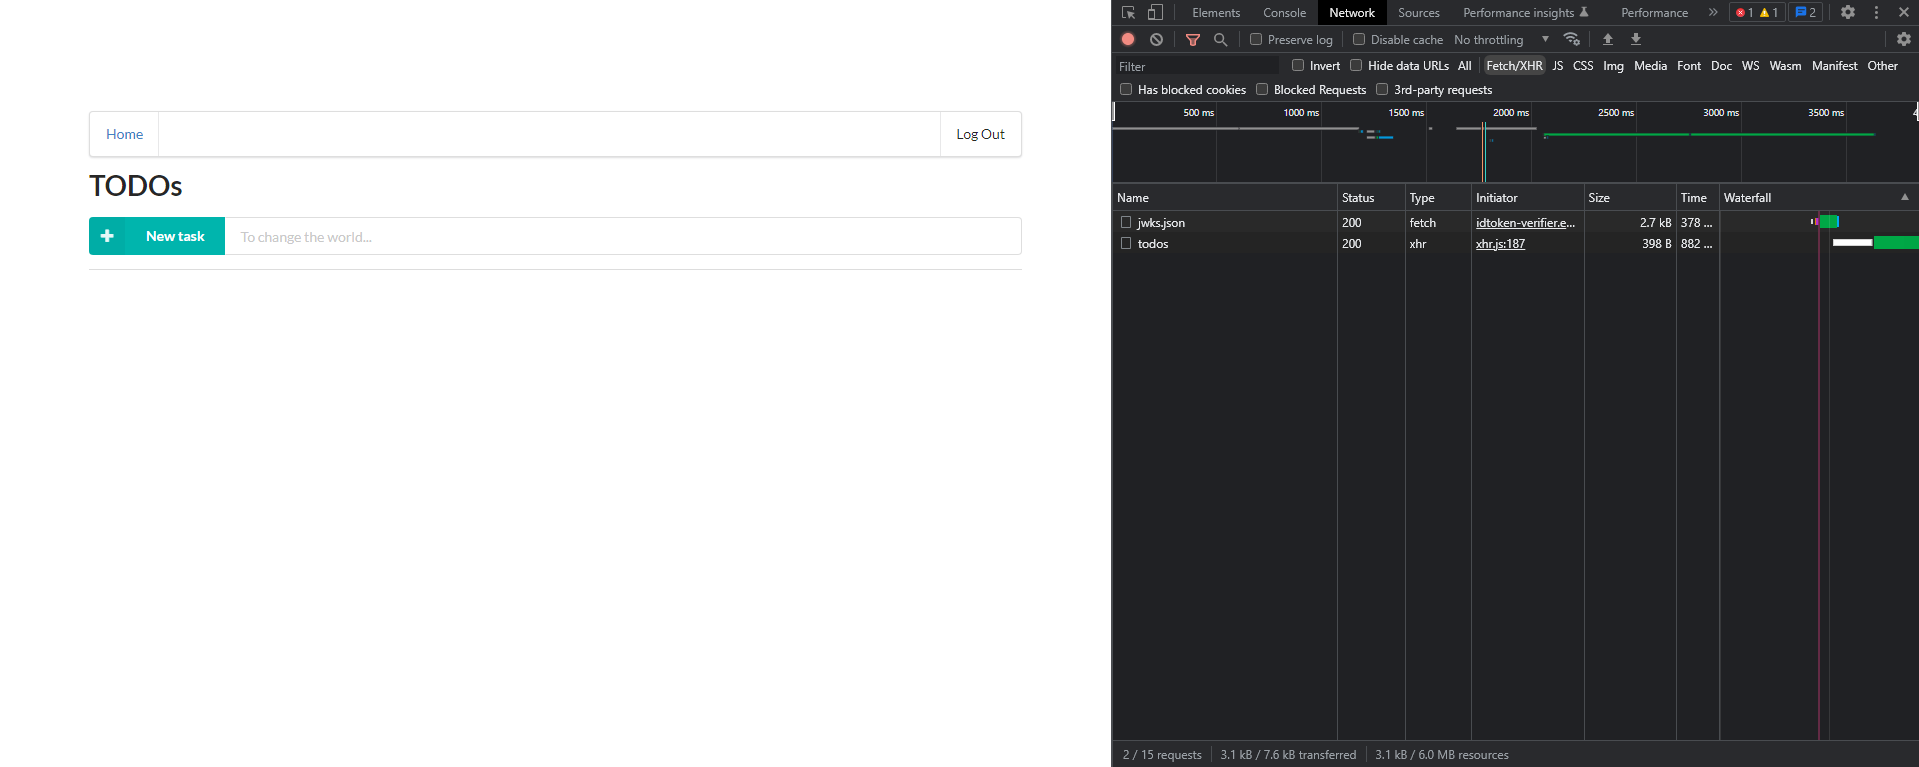 Home Log Out
TODOs
New task To change the world...
Elements Console Network Sources Performance insights Performance » 1 1 2
Preserve log Disable cache No throttling
Filter Invert Hide data URLs All Fetch/XHR JS CSS Img Media Font Doc WS Wasm Manifest Other
Has blocked cookies Blocked Requests 3rd-party requests
500 ms 1000 ms 1500 ms 2000 ms 2500 ms 3000 ms 3500 ms 4
Name Status Type Initiator Size Time Waterfall
jwks.json 200 fetch idtoken-verifier.e... 2.7 kB 378 ...
todos 200 xhr xhr.js:187 398 B 882 ...
2 / 15 requests 3.1 kB / 7.6 kB transferred 3.1 kB / 6.0 MB resources